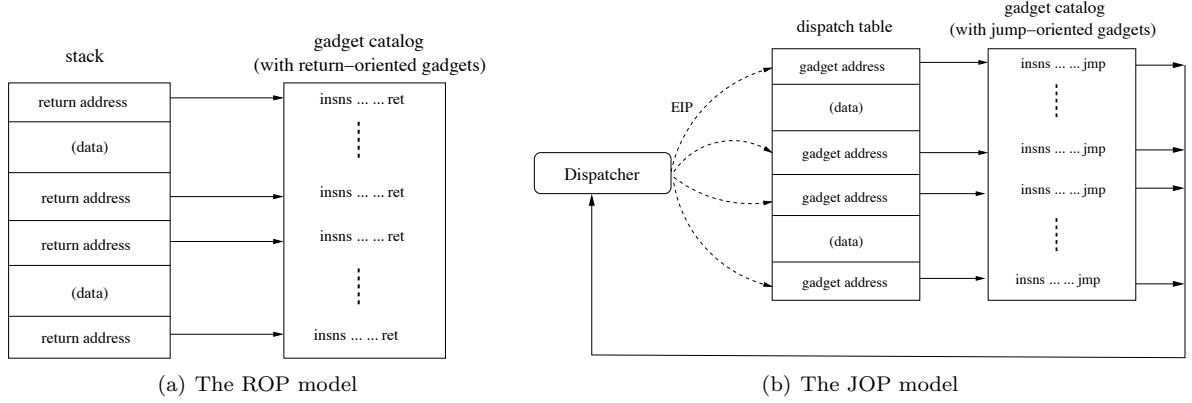 stack
gadget catalog
(with return−oriented gadgets)
return address
(data)
return address
return address
(data)
return address
insns ... ... ret
insns ... ... ret
insns ... ... ret
insns ... ... ret
(a) The ROP model
dispatch table
gadget catalog
(with jump−oriented gadgets)
Dispatcher
EIP
gadget address
(data)
gadget address
gadget address
(data)
gadget address
insns ... ... jmp
insns ... ... jmp
insns ... ... jmp
insns ... ... jmp
(b) The JOP model